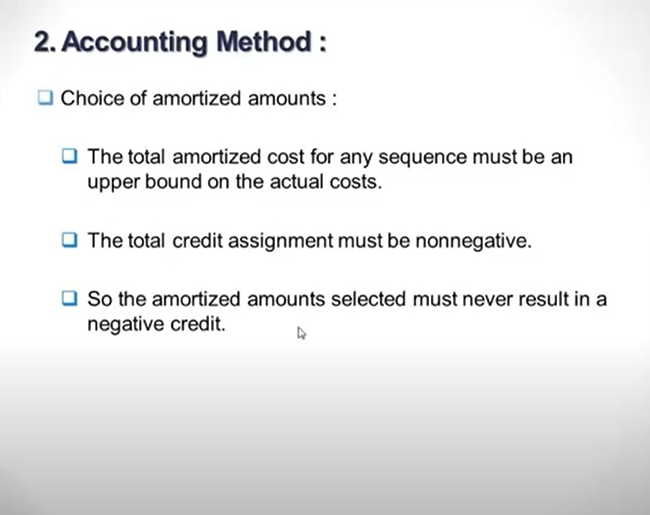 2. Accounting Method :
Choice of amortized amounts :
The total amortized cost for any sequence must be an
upper bound on the actual costs.
The total credit assignment must be nonnegative.
So the amortized amounts selected must never result in a
negative credit.